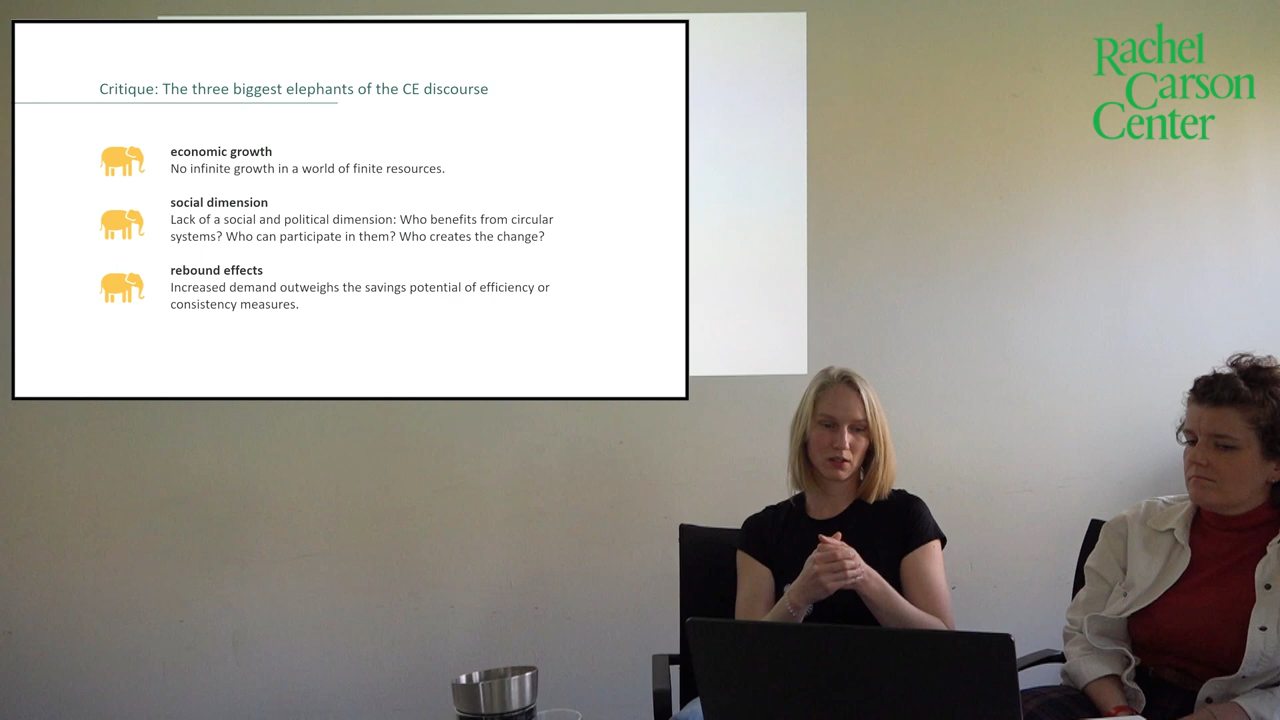 Critique: The three biggest elephants of the CE discourse
economic growth
No infinite growth in a world of finite resources.
social dimension
Lack of a social and political dimension: Who benefits from circular
systems? Who can participate in them? Who creates the change?
rebound effects
Increased demand outweighs the savings potential of efficiency or
consistency measures.
Rachel
Carson
Center